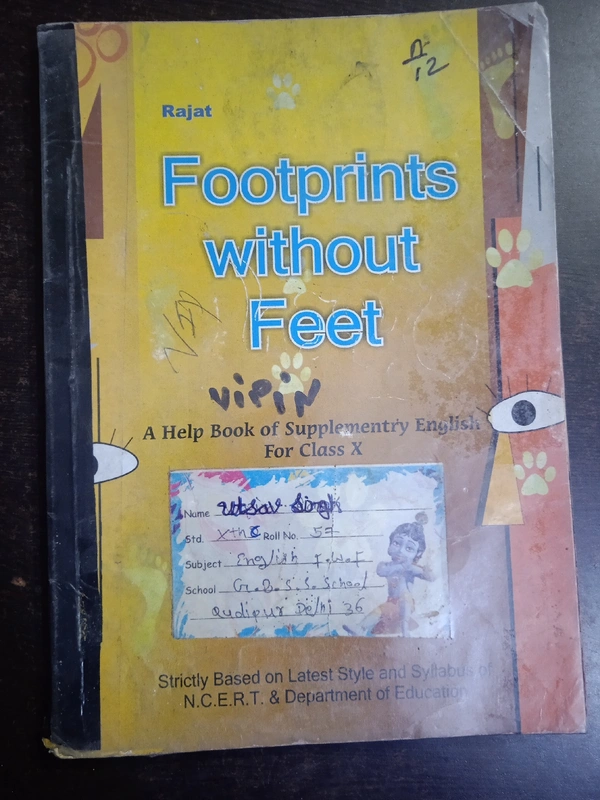 12
Rajat
Footprints
without
Feet
VIPIN
A Help Book of Supplementry English
For Class X
Name utsav Singh
Std. Xth C Roll No. 57
Subject English F.W.F
School G.B.S.S. School
Qadipur Delhi 36
Strictly Based on Latest Style and Syllabus of
N.C.E.R.T. & Department of Education